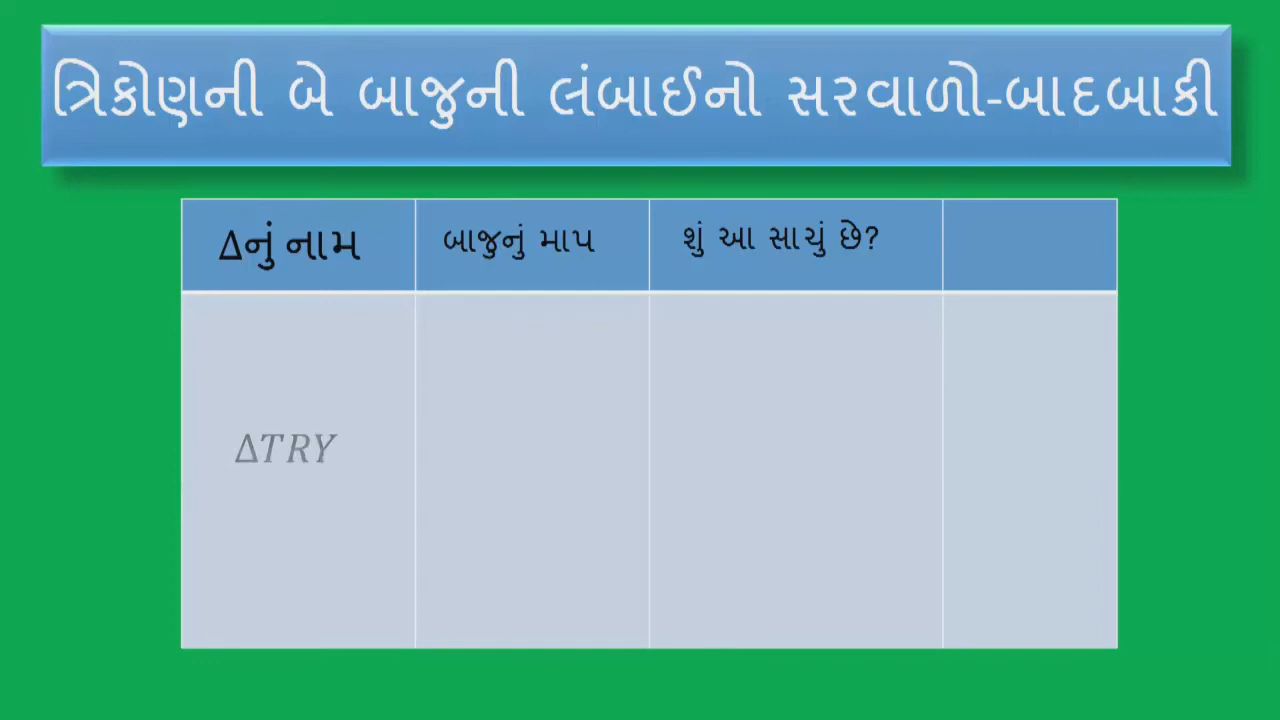 ત્રિકોણની બે બાજુની લંબાઈનો સરવાળો-બાદબાકી
Δનું નામ બાજુનું માપ શું આ સાચું છે?
ΔTRY